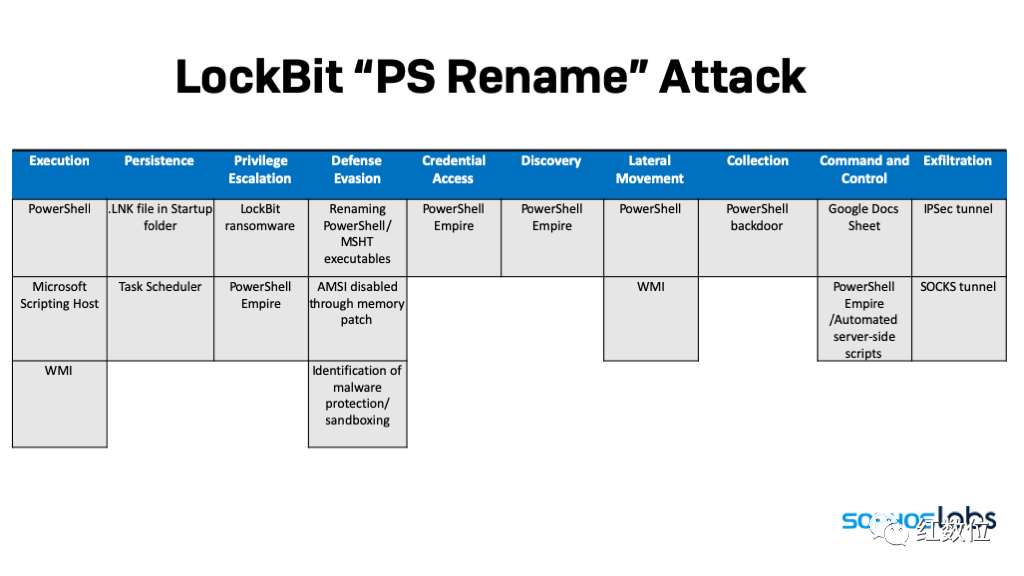 LockBit “PS Rename” Attack
Execution
Persistence
Privilege
Escalation
Defense
Evasion
Credential
Access
Discovery
Lateral
Movement
Collection
Command and
Control
Exfiltration
PowerShell
.LNK file in Startup
folder
LockBit
ransomware
Renaming
PowerShell/
MSHT
executables
PowerShell
Empire
PowerShell
Empire
PowerShell
PowerShell
backdoor
Google Docs
Sheet
IPSec tunnel
Microsoft
Scripting Host
Task Scheduler
PowerShell
Empire
AMSI disabled
through memory
patch
WMI
PowerShell
Empire
/Automated
server-side
scripts
SOCKS tunnel
WMI
Identification of
malware
protection/
sandboxing
SOPHOSLabs
红数位